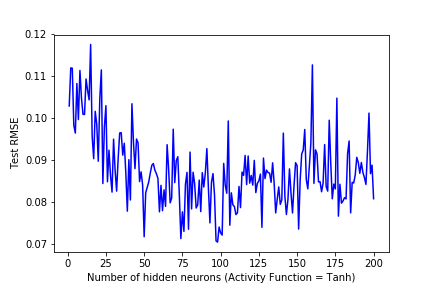 0.12
0.11
0.10
0.09
0.08
0.07
Test RMSE
0 25 50 75 100 125 150 175 200
Number of hidden neurons (Activity Function = Tanh)